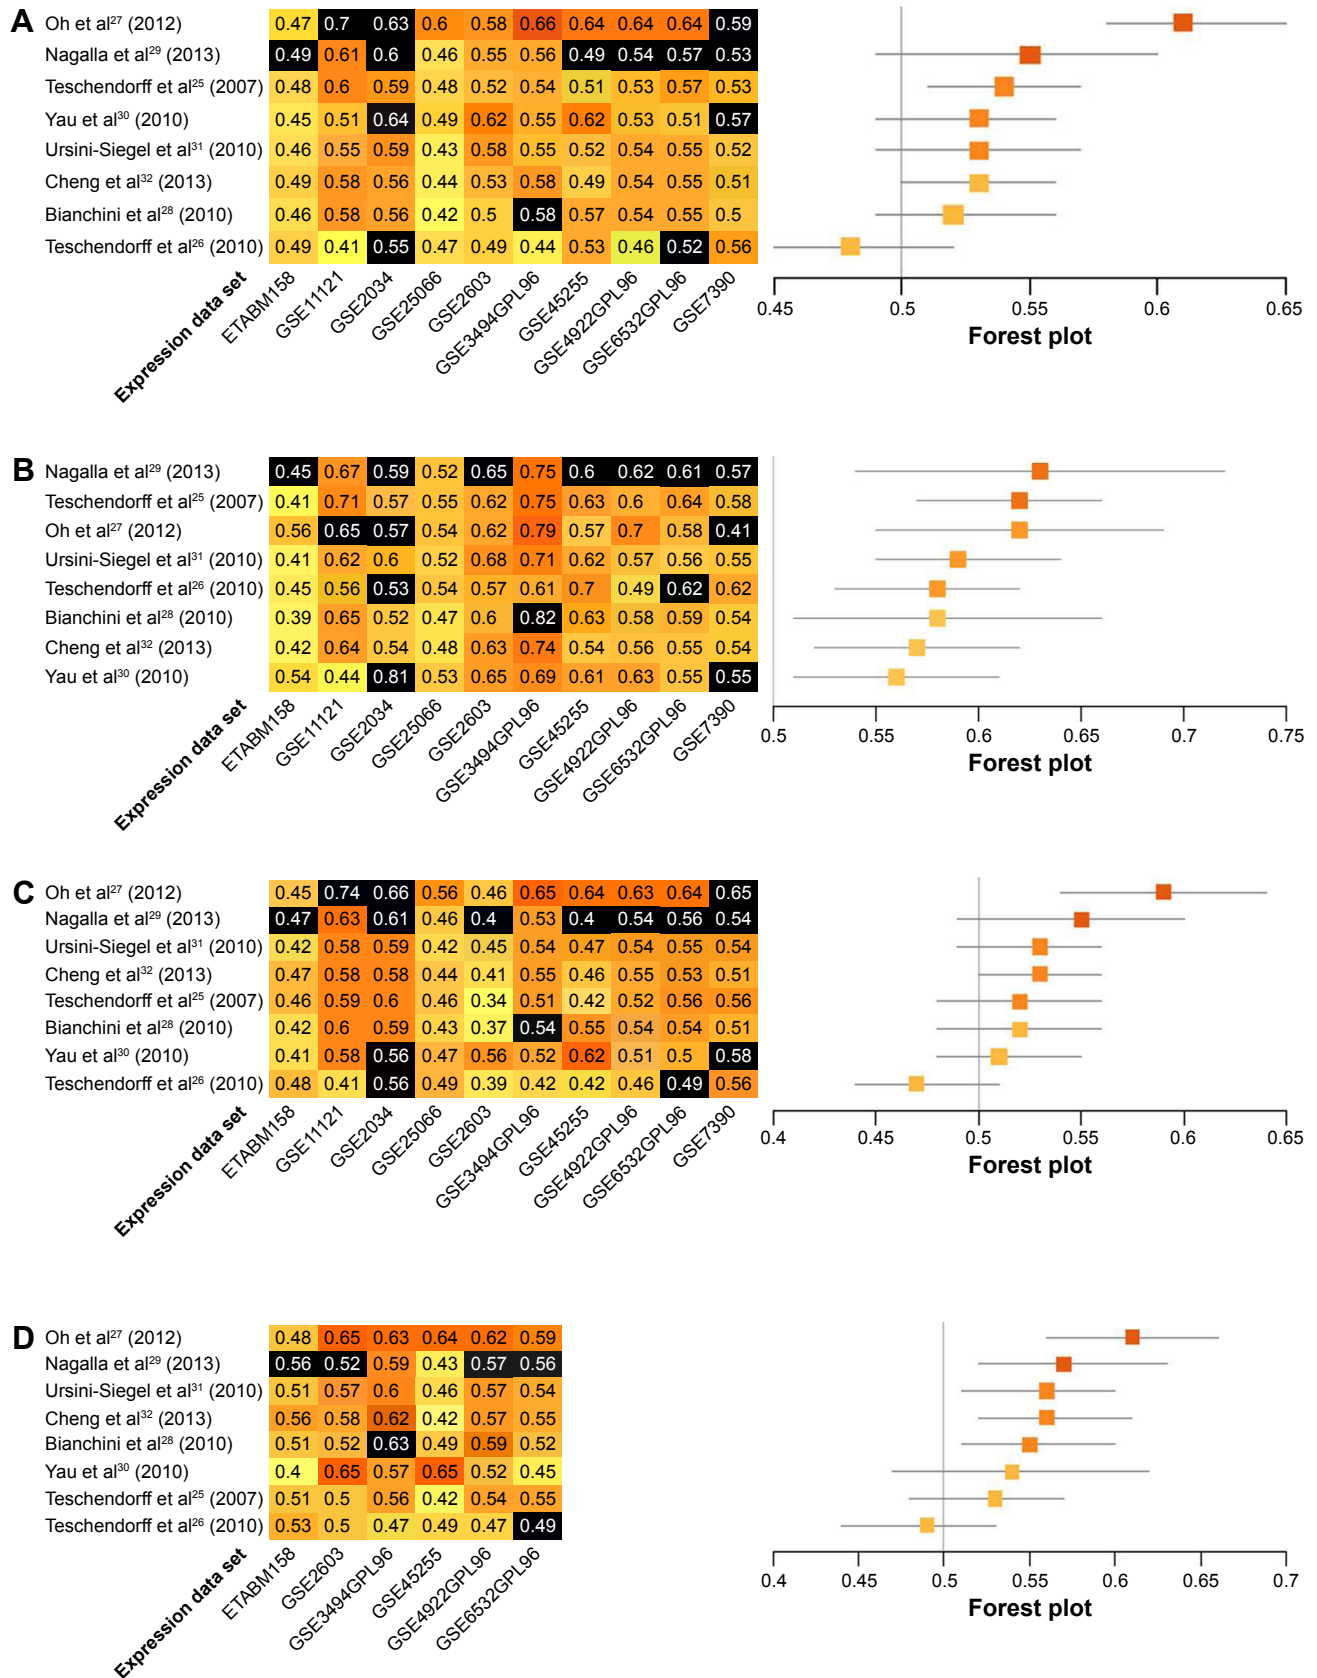 A
Oh et al27 (2012) 0.47 0.7 0.63 0.6 0.58 0.66 0.64 0.64 0.64 0.59
Nagalla et al29 (2013) 0.49 0.61 0.6 0.46 0.55 0.56 0.49 0.54 0.57 0.53
Teschendorff et al25 (2007) 0.48 0.6 0.59 0.48 0.52 0.54 0.51 0.53 0.57 0.53
Yau et al30 (2010) 0.45 0.51 0.64 0.49 0.62 0.55 0.62 0.53 0.51 0.57
Ursini-Siegel et al31 (2010) 0.46 0.55 0.59 0.43 0.58 0.55 0.52 0.54 0.55 0.52
Cheng et al32 (2013) 0.49 0.58 0.56 0.44 0.53 0.58 0.49 0.54 0.55 0.51
Bianchini et al28 (2010) 0.46 0.58 0.56 0.42 0.5 0.58 0.57 0.54 0.55 0.5
Teschendorff et al26 (2010) 0.49 0.41 0.55 0.47 0.49 0.44 0.53 0.46 0.52 0.56
Expression data set ETABM158 GSE11121 GSE2034 GSE25066 GSE2603 GSE3494GPL96 GSE45255 GSE4922GPL96 GSE6532GPL96 GSE7390
0.45 0.5 0.55 0.6 0.65
Forest plot
B
Nagalla et al29 (2013) 0.45 0.67 0.59 0.52 0.65 0.75 0.6 0.62 0.61 0.57
Teschendorff et al25 (2007) 0.41 0.71 0.57 0.55 0.62 0.75 0.63 0.6 0.64 0.58
Oh et al27 (2012) 0.56 0.65 0.57 0.54 0.62 0.79 0.57 0.7 0.58 0.41
Ursini-Siegel et al31 (2010) 0.41 0.62 0.6 0.52 0.68 0.71 0.62 0.57 0.56 0.55
Teschendorff et al26 (2010) 0.45 0.56 0.53 0.54 0.57 0.61 0.7 0.49 0.62 0.62
Bianchini et al28 (2010) 0.39 0.65 0.52 0.47 0.6 0.82 0.63 0.58 0.59 0.54
Cheng et al32 (2013) 0.42 0.64 0.54 0.48 0.63 0.74 0.54 0.56 0.55 0.54
Yau et al30 (2010) 0.54 0.44 0.81 0.53 0.65 0.69 0.61 0.63 0.55 0.55
Expression data set ETABM158 GSE11121 GSE2034 GSE25066 GSE2603 GSE3494GPL96 GSE45255 GSE4922GPL96 GSE6532GPL96 GSE7390
0.5 0.55 0.6 0.65 0.7 0.75
Forest plot
C
Oh et al27 (2012) 0.45 0.74 0.66 0.56 0.46 0.65 0.64 0.63 0.64 0.65
Nagalla et al29 (2013) 0.47 0.63 0.61 0.46 0.4 0.53 0.4 0.54 0.56 0.54
Ursini-Siegel et al31 (2010) 0.42 0.58 0.59 0.42 0.45 0.54 0.47 0.54 0.55 0.54
Cheng et al32 (2013) 0.47 0.58 0.58 0.44 0.41 0.55 0.46 0.55 0.53 0.51
Teschendorff et al25 (2007) 0.46 0.59 0.6 0.46 0.34 0.51 0.42 0.52 0.56 0.56
Bianchini et al28 (2010) 0.42 0.6 0.59 0.43 0.37 0.54 0.55 0.54 0.54 0.51
Yau et al30 (2010) 0.41 0.58 0.56 0.47 0.56 0.52 0.62 0.51 0.5 0.58
Teschendorff et al26 (2010) 0.48 0.41 0.56 0.49 0.39 0.42 0.42 0.46 0.49 0.56
Expression data set ETABM158 GSE11121 GSE2034 GSE25066 GSE2603 GSE3494GPL96 GSE45255 GSE4922GPL96 GSE6532GPL96 GSE7390
0.4 0.45 0.5 0.55 0.6 0.65
Forest plot
D
Oh et al27 (2012) 0.48 0.65 0.63 0.64 0.62 0.59
Nagalla et al29 (2013) 0.56 0.52 0.59 0.43 0.57 0.56
Ursini-Siegel et al31 (2010) 0.51 0.57 0.6 0.46 0.57 0.54
Cheng et al32 (2013) 0.56 0.58 0.62 0.42 0.57 0.55
Bianchini et al28 (2010) 0.51 0.52 0.63 0.49 0.59 0.52
Yau et al30 (2010) 0.4 0.65 0.57 0.65 0.52 0.45
Teschendorff et al25 (2007) 0.51 0.5 0.56 0.42 0.54 0.55
Teschendorff et al26 (2010) 0.53 0.5 0.47 0.49 0.47 0.49
Expression data set ETABM158 GSE2603 GSE3494GPL96 GSE45255 GSE4922GPL96 GSE6532GPL96
0.4 0.45 0.5 0.55 0.6 0.65 0.7
Forest plot